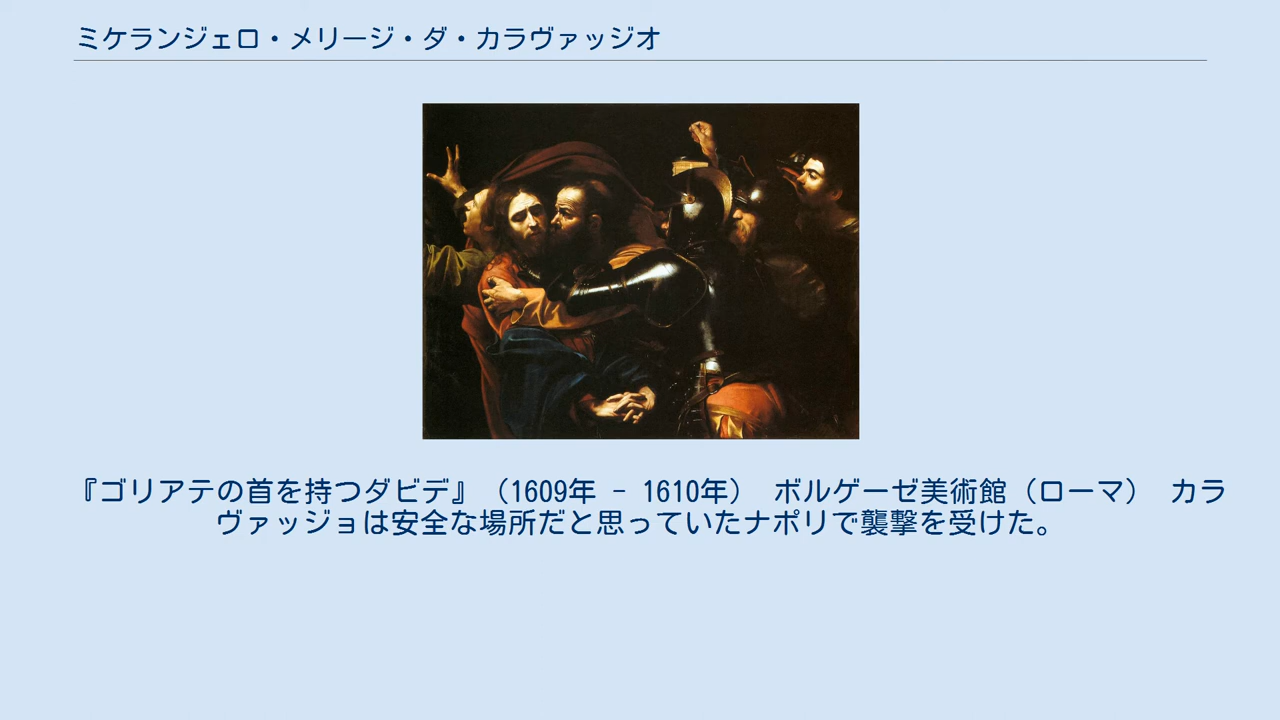 ミケランジェロ・メリージ・ダ・カラヴァッジオ
『ゴリアテの首を持つダビデ』（1609年 - 1610年） ボルゲーゼ美術館（ローマ） カラ
ヴァッジョは安全な場所だと思っていたナポリで襲撃を受けた。